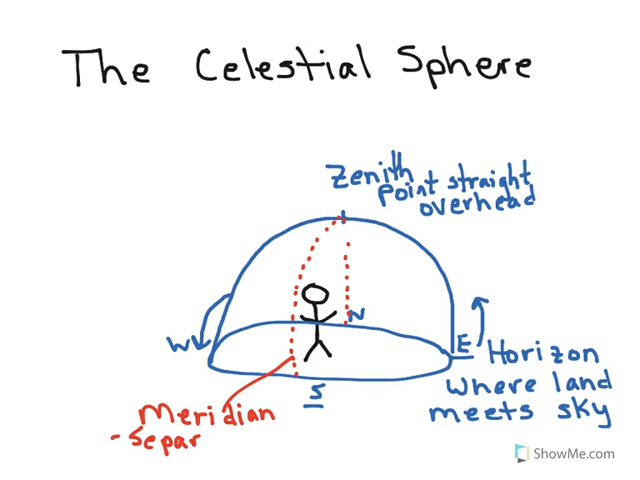 The Celestial Sphere
Zenith
point straight
overhead
N
W
E
Horizon
where land
meets sky
S
Meridian
- Separ
ShowMe.com